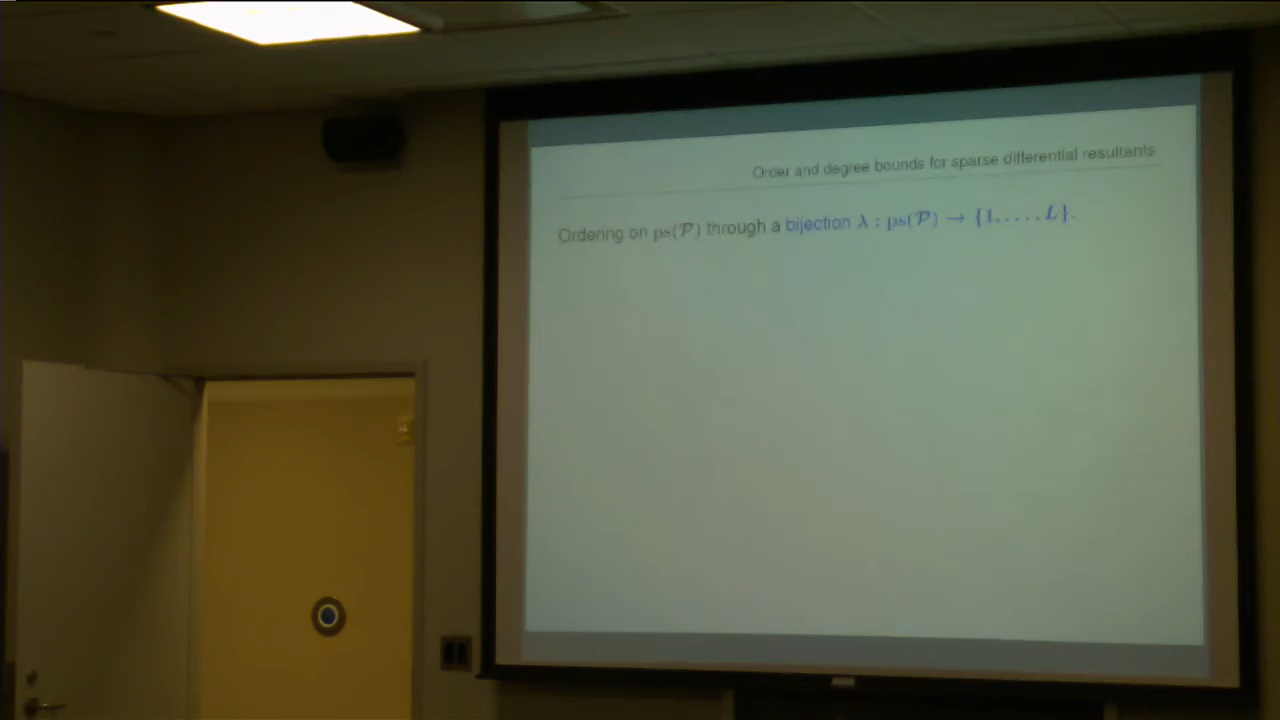 Order and degree bounds for sparse differential resultants
Ordering on ps(𝒫) through a bijection λ : ps(𝒫) → {1, . . . , L}.